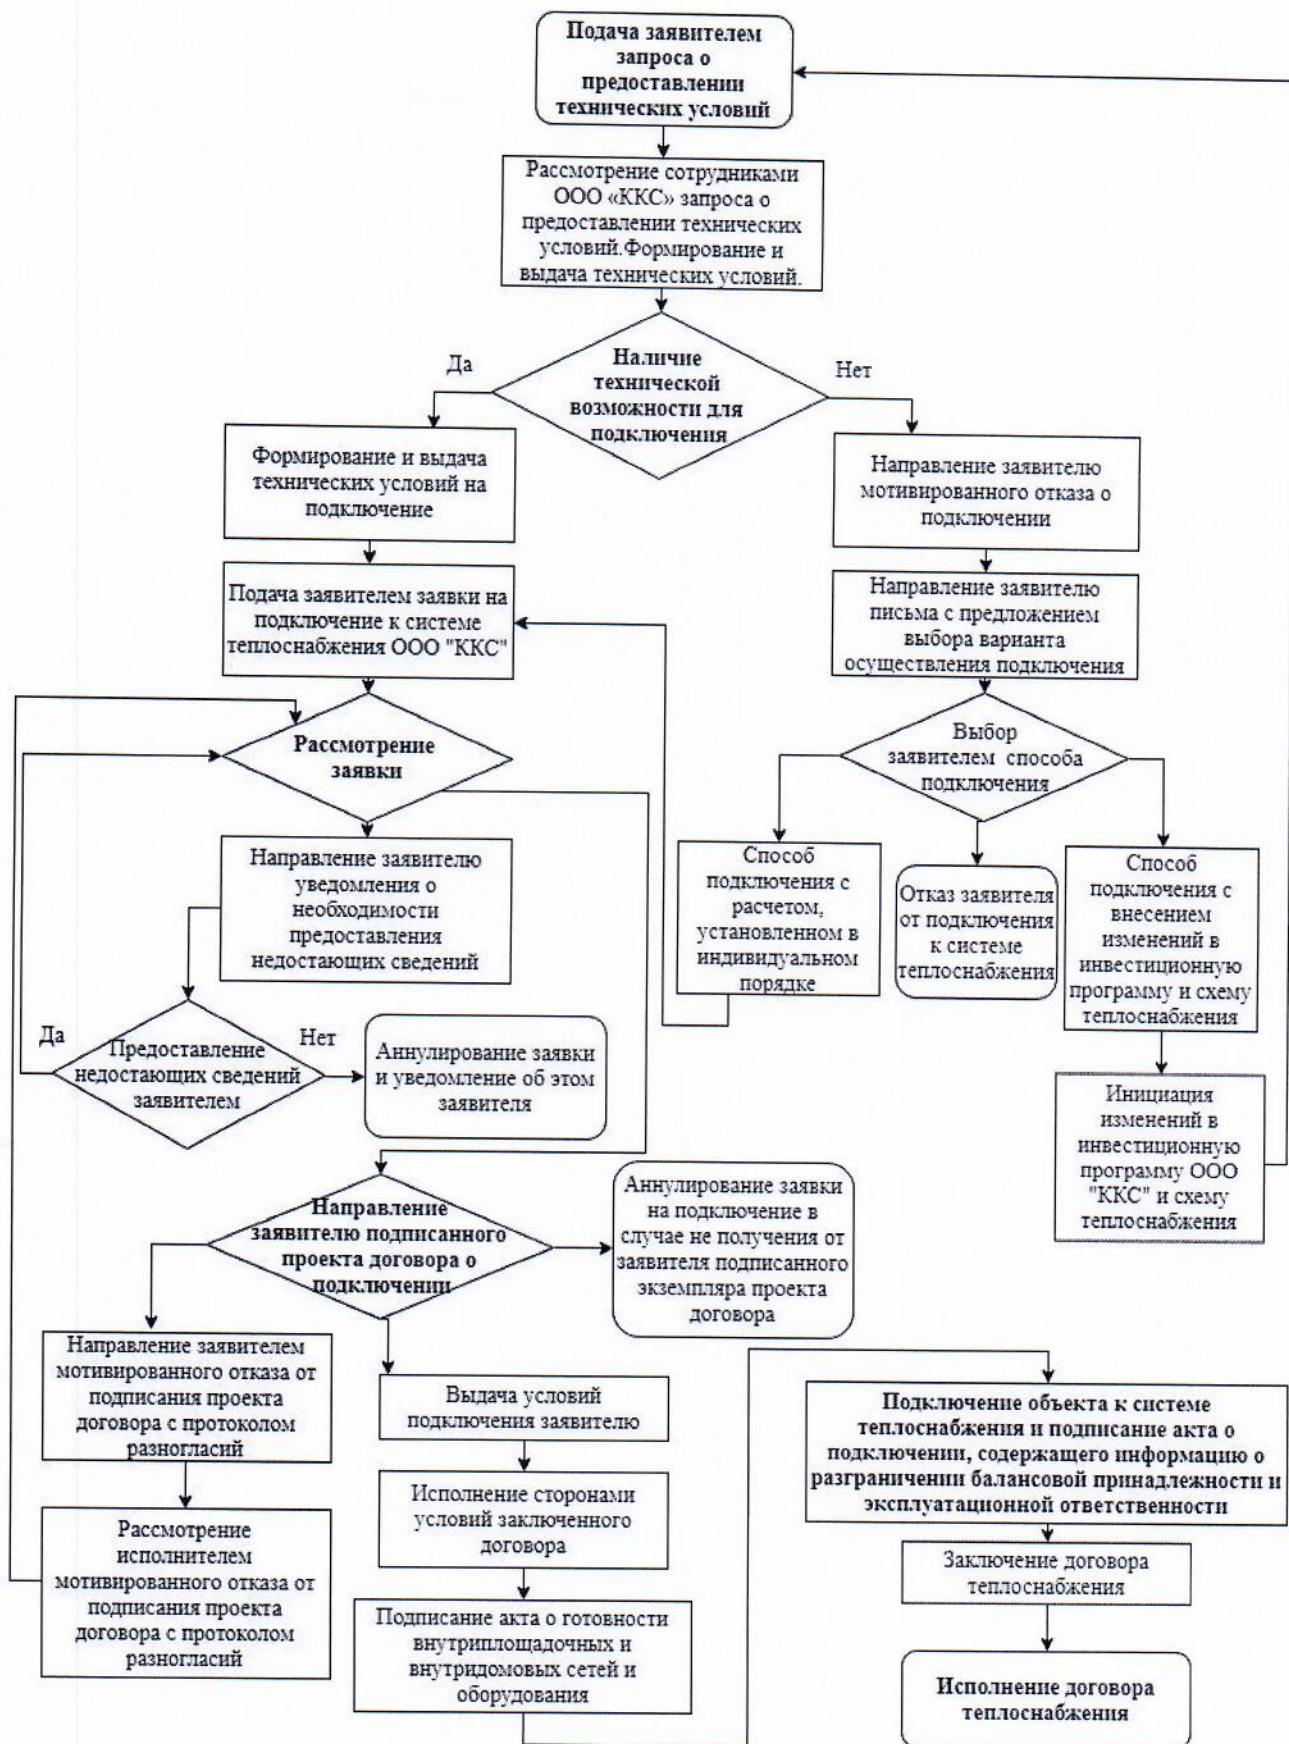 Подача заявителем
запроса о
предоставлении
технических условий
Рассмотрение сотрудниками
ООО «ККС» запроса о
предоставлении технических
условий.Формирование и
выдача технических условий.
Наличие
технической
возможности для
подключения
Да
Нет
Формирование и выдача
технических условий на
подключение
Направление заявителю
мотивированного отказа о
подключении
Подача заявителем заявки на
подключение к системе
теплоснабжения ООО "ККС"
Направление заявителю
письма с предложением
выбора варианта
осуществления подключения
Рассмотрение
заявки
Выбор
заявителем способа
подключения
Направление заявителю
уведомления о
необходимости
предоставления
недостающих сведений
Способ
подключения с
расчетом,
установленном в
индивидуальном
порядке
Отказ заявителя
от подключения
к системе
теплоснабжения
Способ
подключения с
внесением
изменений в
инвестиционную
программу и схему
теплоснабжения
Да
Предоставление
недостающих сведений
заявителем
Нет
Аннулирование заявки
и уведомление об этом
заявителя
Инициация
изменений в
инвестиционную
программу ООО
"ККС" и схему
теплоснабжения
Направление
заявителю подписанного
проекта договора о
подключении
Аннулирование заявки
на подключение в
случае не получения от
заявителя подписанного
экземпляра проекта
договора
Направление заявителем
мотивированного отказа от
подписания проекта
договора с протоколом
разногласий
Выдача условий
подключения заявителю
Подключение объекта к системе
теплоснабжения и подписание акта о
подключении, содержащего информацию о
разграничении балансовой принадлежности и
эксплуатационной ответственности
Исполнение сторонами
условий заключенного
договора
Рассмотрение
исполнителем
мотивированного отказа от
подписания проекта
договора с протоколом
разногласий
Заключение договора
теплоснабжения
Подписание акта о готовности
внутриплощадочных и
внутридомовых сетей и
оборудования
Исполнение договора
теплоснабжения